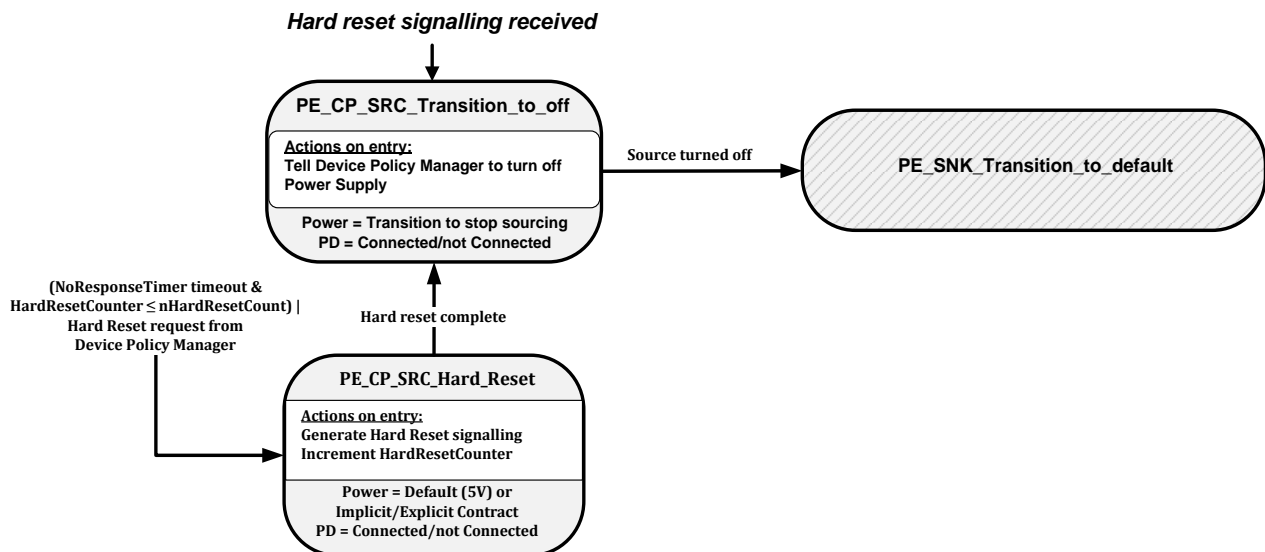 Hard reset signalling received
PE_CP_SRC_Transition_to_off
Actions on entry:
Tell Device Policy Manager to turn off
Power Supply
Power = Transition to stop sourcing
PD = Connected/not Connected
Source turned off
PE_SNK_Transition_to_default
(NoResponseTimer timeout &
HardResetCounter ≤ nHardResetCount) |
Hard Reset request from
Device Policy Manager
Hard reset complete
PE_CP_SRC_Hard_Reset
Actions on entry:
Generate Hard Reset signalling
Increment HardResetCounter
Power = Default (5V) or
Implicit/Explicit Contract
PD = Connected/not Connected